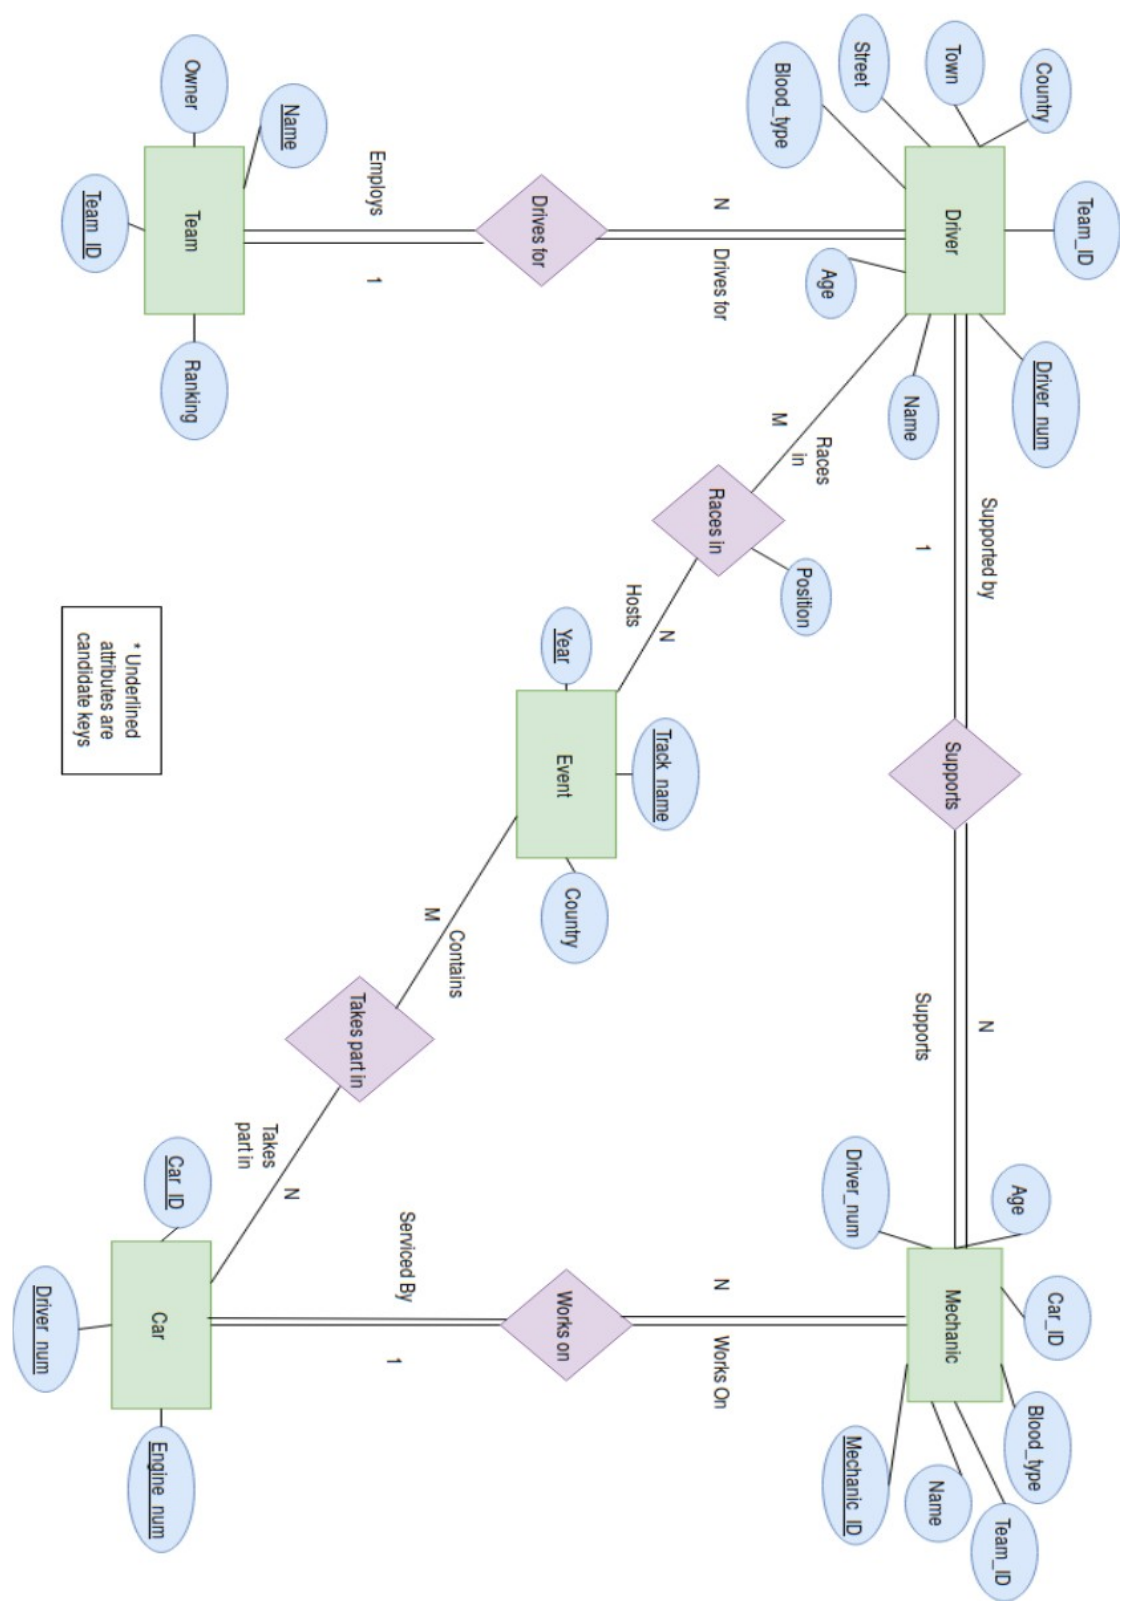 Country
Town
Street
Blood_type
Team_ID
Driver
Age
Driver_num
Name
Supported by
1
Supports
N
Supports
Age
Driver_num
Car_ID
Mechanic
Blood_type
Team_ID
Name
Mechanic_ID
N
Drives for
Drives for
Employs
1
M
Races
in
Races in
Position
Hosts
N
Year
Track_name
Event
Country
M
Contains
Takes part in
Takes
part in
N
N
Works On
Works on
Serviced By
1
Name
Owner
Team
Team_ID
Ranking
* Underlined
attributes are
candidate keys
Car_ID
Car
Driver_num
Engine_num